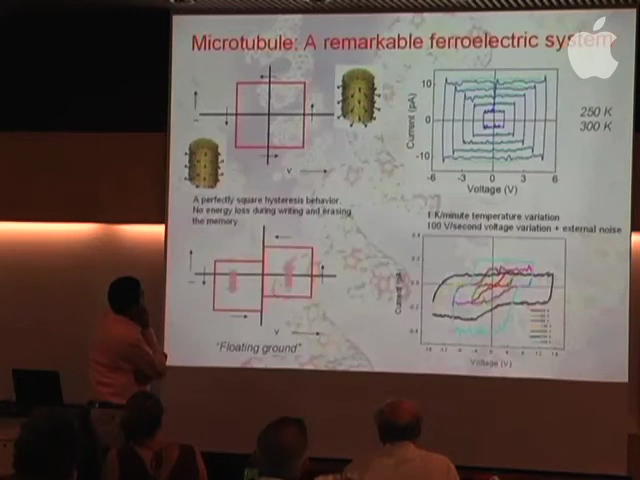 Microtubule: A remarkable ferroelectric system
V
A perfectly square hysteresis behavior.
No energy loss during writing and erasing
the memory
V
"Floating ground"
Current (pA)
10
0
-10
-6 -3 0 3 6
Voltage (V)
250 K
300 K
1 K/minute temperature variation
100 V/second voltage variation + external noise
Voltage (V)